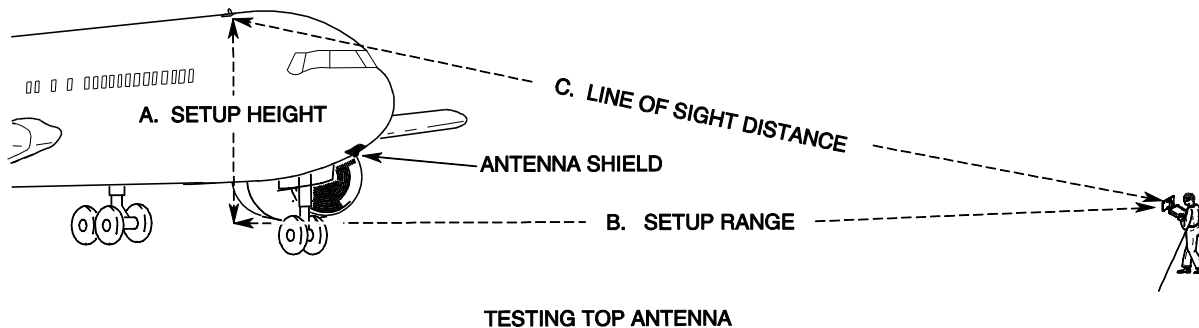 C. LINE OF SIGHT DISTANCE
A. SETUP HEIGHT
ANTENNA SHIELD
B. SETUP RANGE
TESTING TOP ANTENNA